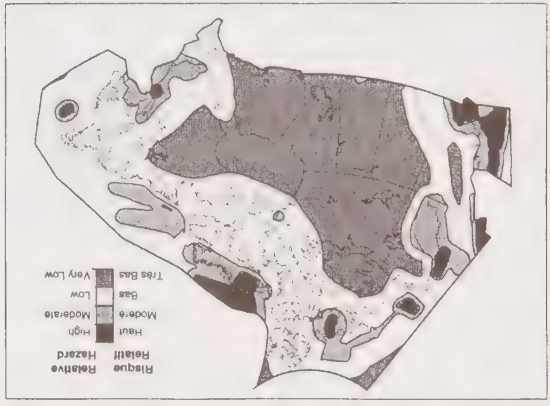 Risque Relative
Relatif Hazard
Haut High
Modéré Moderate
Bas Low
Très Bas Very Low